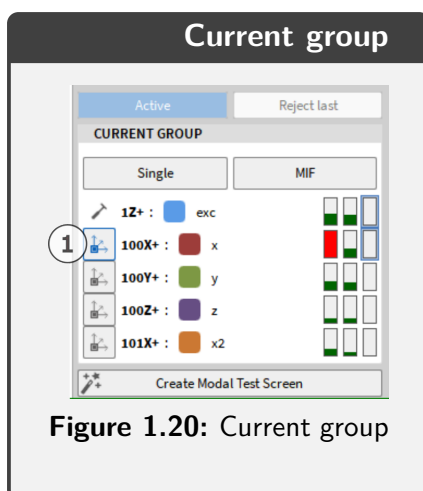 Current group
Active Reject last
CURRENT GROUP
Single MIF
1Z+ : exc
1 100X+ : x
100Y+ : y
100Z+ : z
101X+ : x2
Create Modal Test Screen
Figure 1.20: Current group